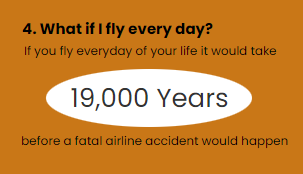 4. What if I fly every day?
If you fly everyday of your life it would take
19,000 Years
before a fatal airline accident would happen